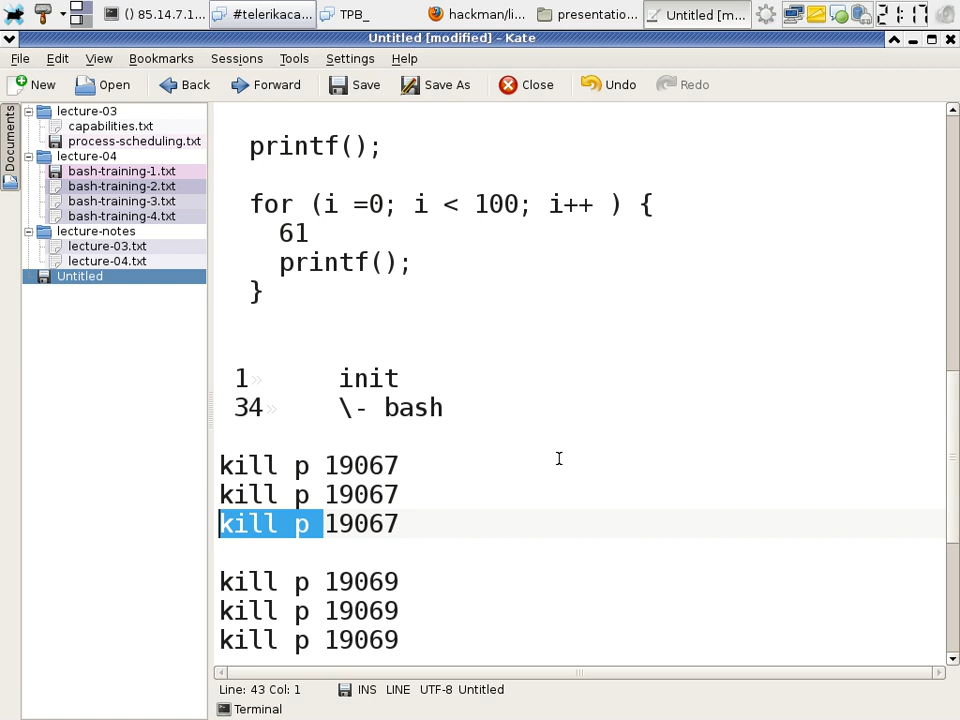 () 85.14.7.1...
#telerikaca...
TPB_
hackman/li...
presentatio...
Untitled [m...
21:17
Untitled [modified] - Kate
File Edit View Bookmarks Sessions Tools Settings Help
New Open Back Forward Save Save As Close Undo Redo
Documents
lecture-03
capabilities.txt
process-scheduling.txt
lecture-04
bash-training-1.txt
bash-training-2.txt
bash-training-3.txt
bash-training-4.txt
lecture-notes
lecture-03.txt
lecture-04.txt
Untitled
printf();
for (i =0; i < 100; i++ ) {
61
printf();
}
1» init
34» \- bash
kill p 19067
kill p 19067
kill p 19067
kill p 19069
kill p 19069
kill p 19069
Line: 43 Col: 1 INS LINE UTF-8 Untitled
Terminal